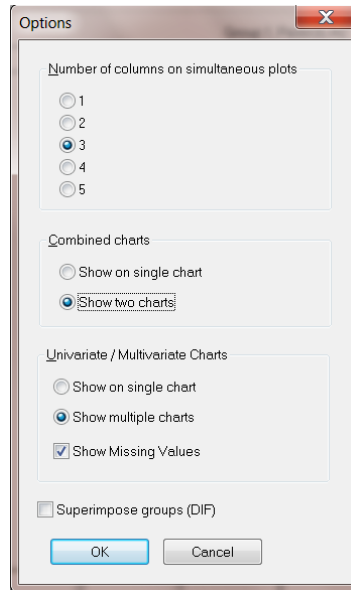 Options
Number of columns on simultaneous plots
1
2
3
4
5
Combined charts
Show on single chart
Show two charts
Univariate / Multivariate Charts
Show on single chart
Show multiple charts
Show Missing Values
Superimpose groups (DIF)
OK
Cancel